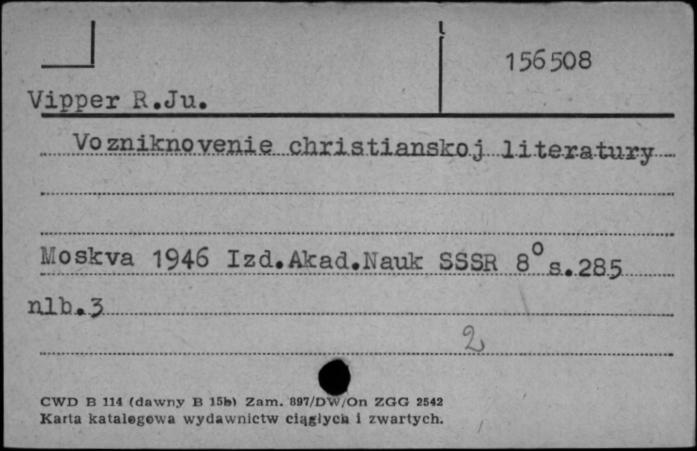 156508
Vipper R.Ju.
Vozniknovenie christianskoj literatury
Moskva 1946 Izd.Akad.Nauk SSSR 8° s.285
nlb.3
2
CWD B 114 (dawny B 15b) Zam. 897/DW/On ZGG 2542
Karta katalogowa wydawnictw ciągłych i zwartych.